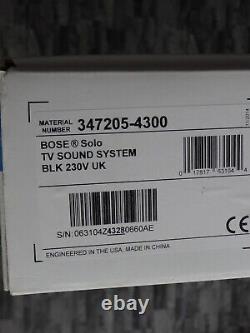 MATERIAL NUMBER 347205-4300
BOSE® Solo
TV SOUND SYSTEM
BLK 230V UK
0 17817 63104 4
S/N: 063104Z43280660AE
CE
ENGINEERED IN THE USA. MADE IN CHINA